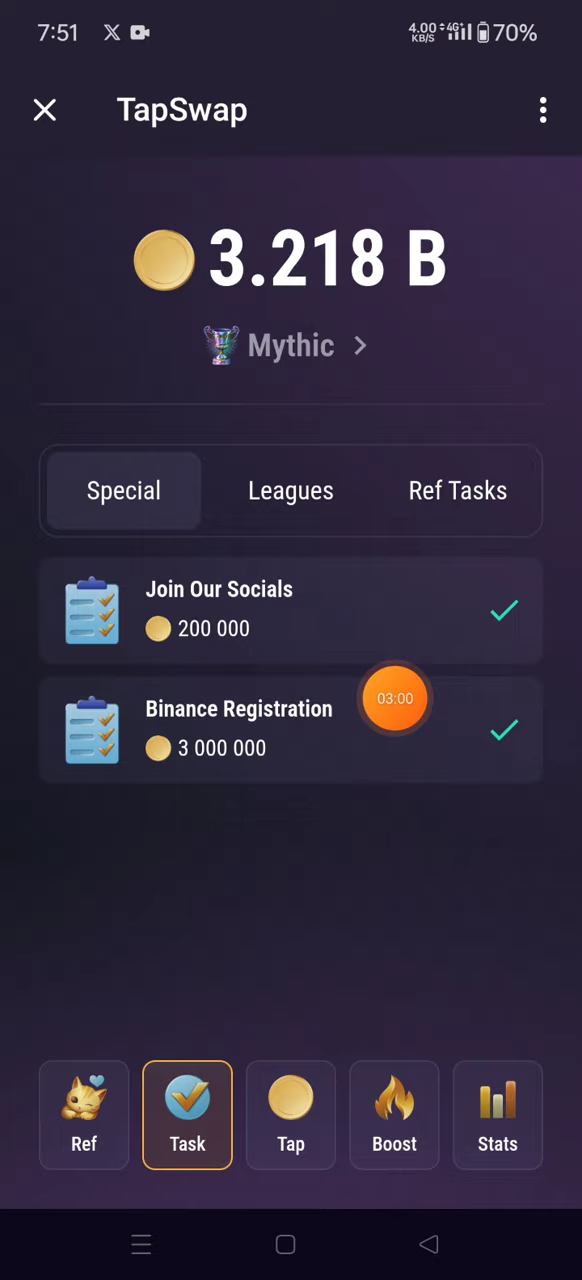 7:51 4.00 KB/S 4G+ 70%
TapSwap
3.218 B
Mythic
Special Leagues Ref Tasks
Join Our Socials
200 000
Binance Registration
03:00
3 000 000
Ref Task Tap Boost Stats